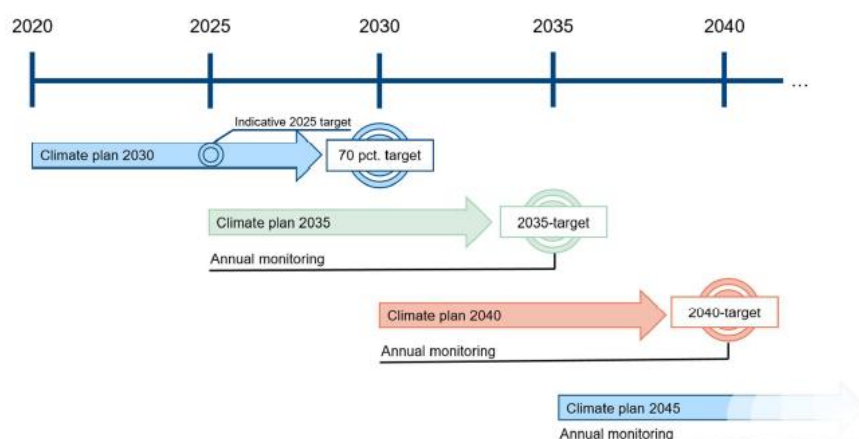 2020 2025 2030 2035 2040
...
Indicative 2025 target
Climate plan 2030 70 pct. target
Climate plan 2035 2035-target
Annual monitoring
Climate plan 2040 2040-target
Annual monitoring
Climate plan 2045
Annual monitoring